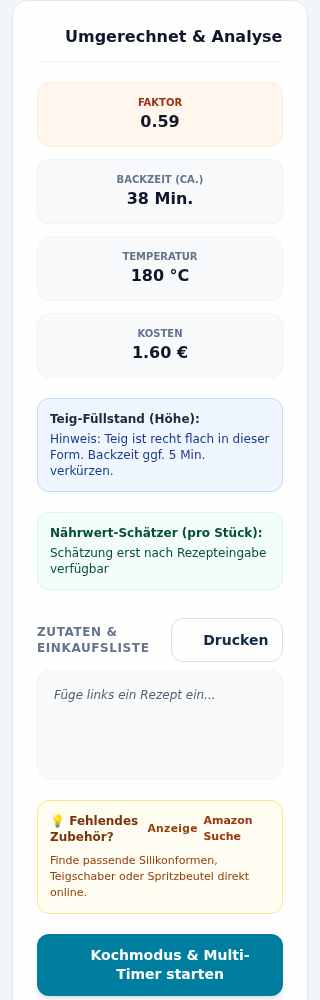 Umgerechnet & Analyse
FAKTOR
0.59
BACKZEIT (CA.)
38 Min.
TEMPERATUR
180 °C
KOSTEN
1.60 €
Teig-Füllstand (Höhe):
Hinweis: Teig ist recht flach in dieser
Form. Backzeit ggf. 5 Min.
verkürzen.
Nährwert-Schätzer (pro Stück):
Schätzung erst nach Rezepteingabe
verfügbar
ZUTATEN &
EINKAUFSLISTE
Drucken
Füge links ein Rezept ein...
💡 Fehlendes
Zubehör?
Anzeige
Amazon
Suche
Finde passende Silikonformen,
Teigschaber oder Spritzbeutel direkt
online.
Kochmodus & Multi-
Timer starten